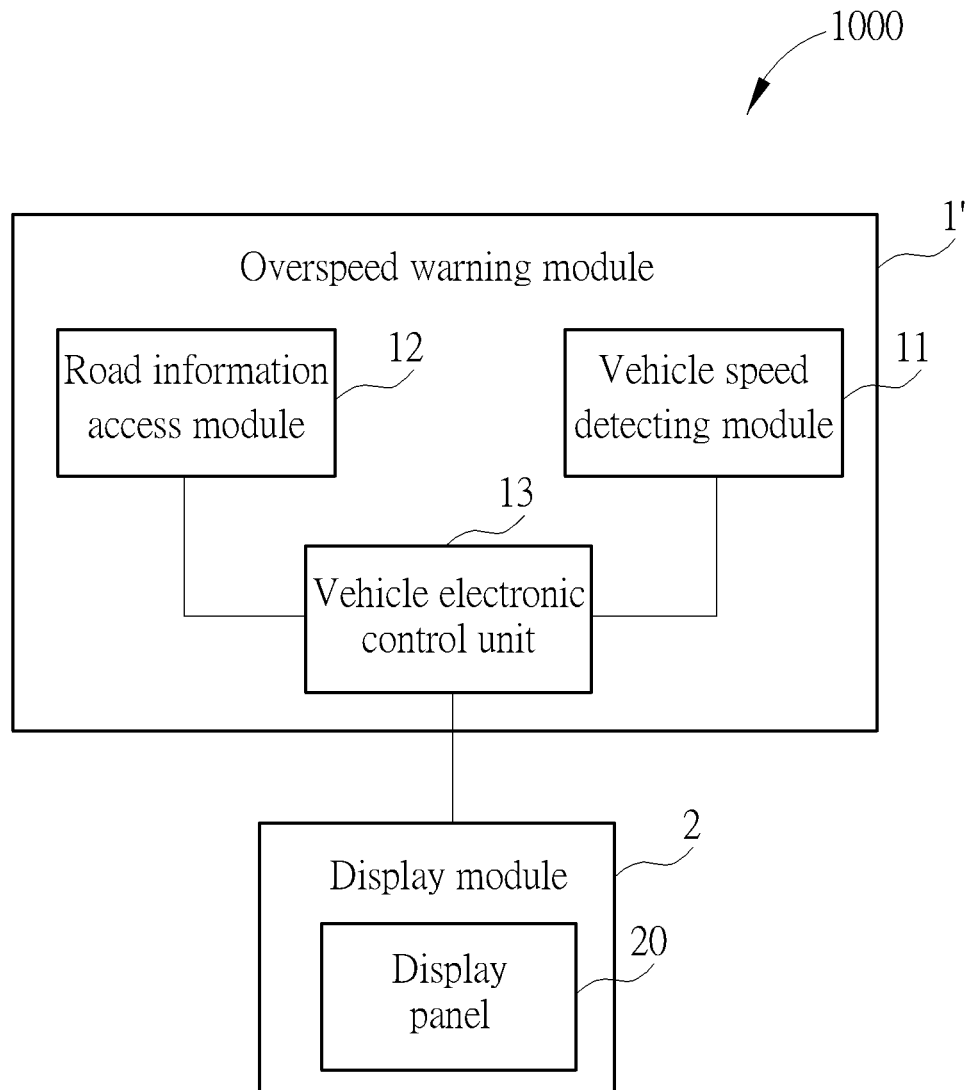 1000
1'
Overspeed warning module
12
Road information
access module
11
Vehicle speed
detecting module
13
Vehicle electronic
control unit
2
Display module
20
Display
panel